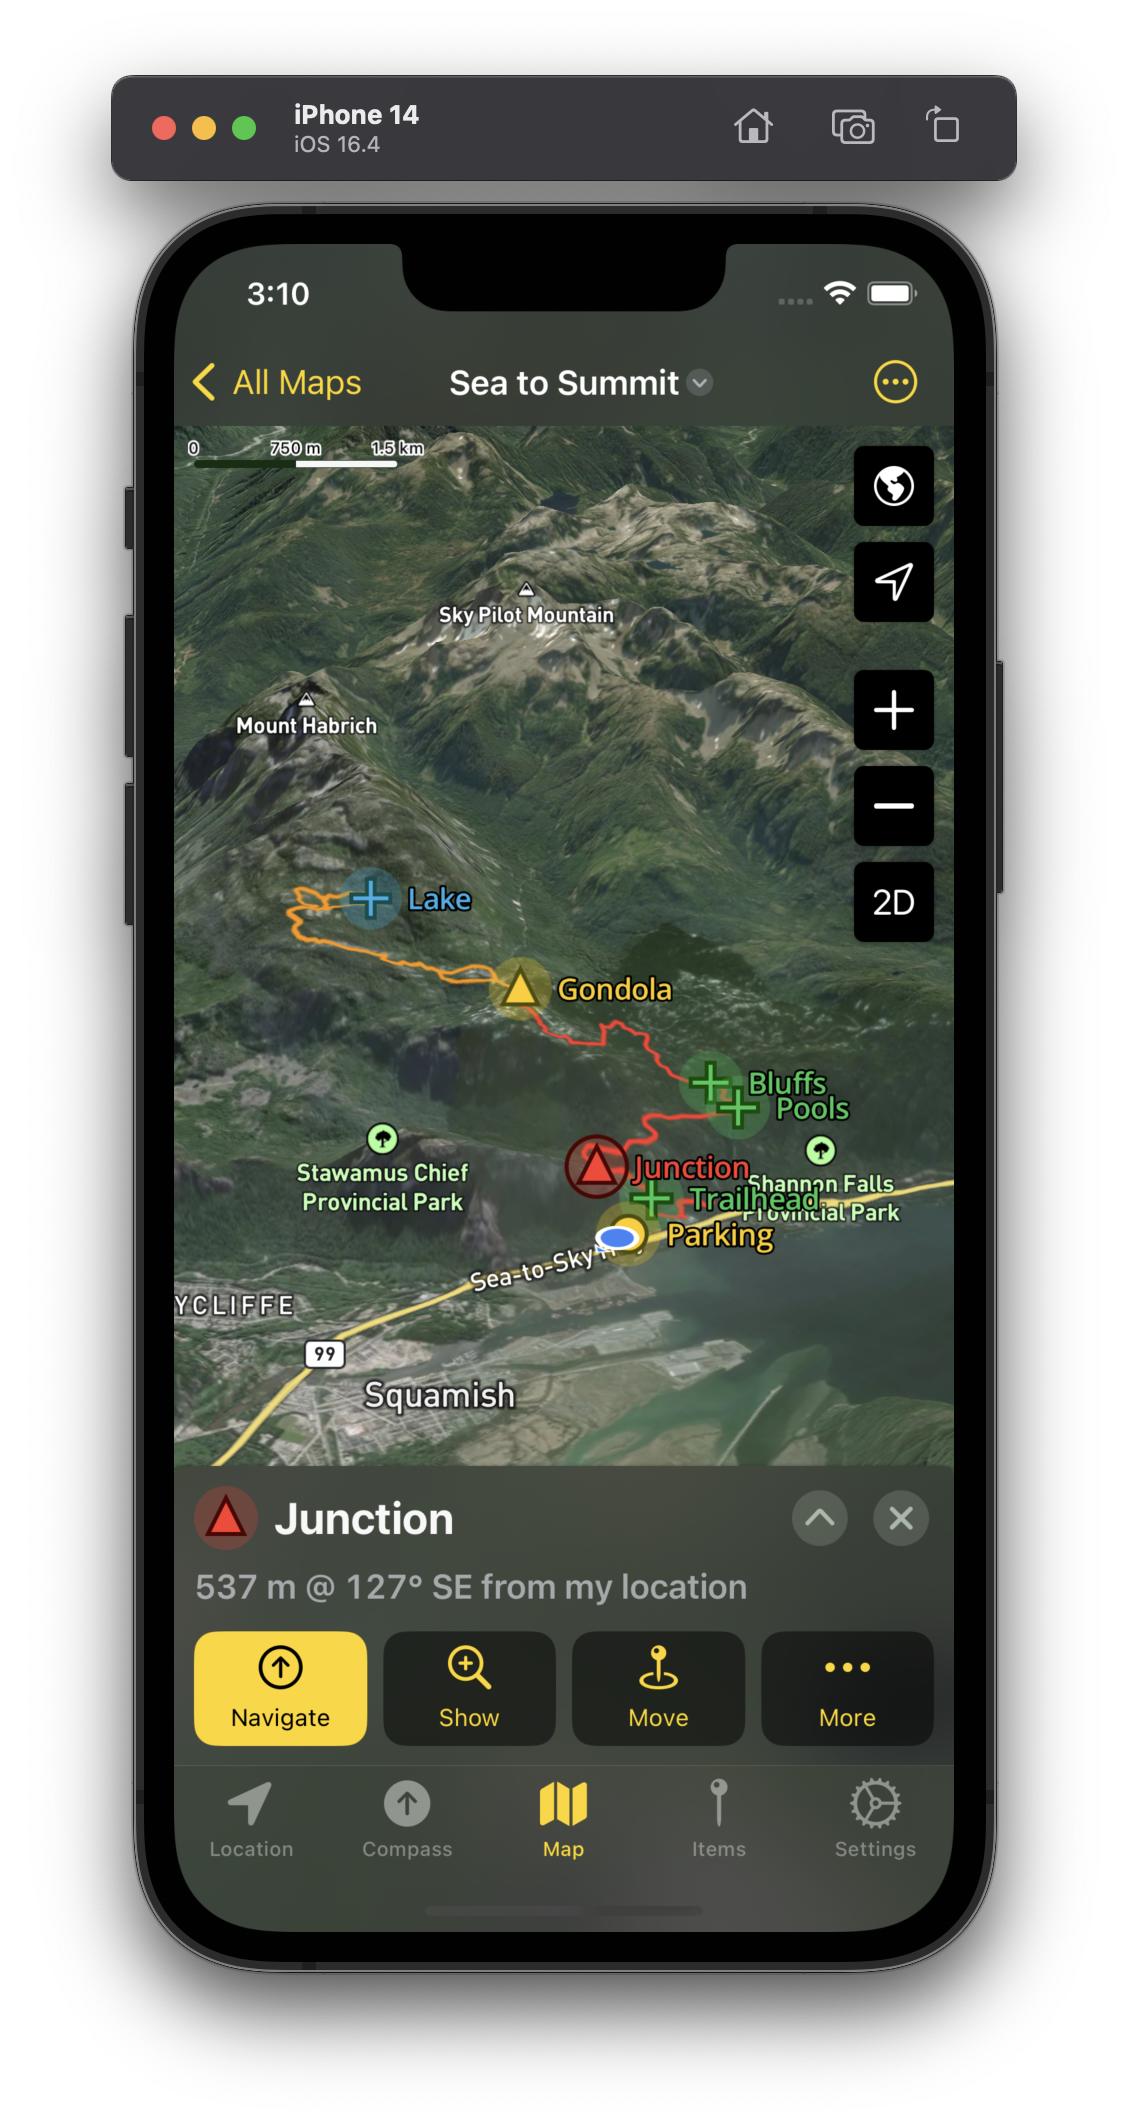 iPhone 14
iOS 16.4
3:10
All Maps
Sea to Summit
0 750 m 1.5 km
Sky Pilot Mountain
Mount Habrich
2D
Lake
Gondola
Bluffs
Pools
Stawamus Chief
Provincial Park
Junction
Shannon Falls
Provincial Park
Trailhead
Parking
Sea-to-Sky
YCLIFFE
99
Squamish
Junction
537 m @ 127° SE from my location
Navigate
Show
Move
More
Location
Compass
Map
Items
Settings